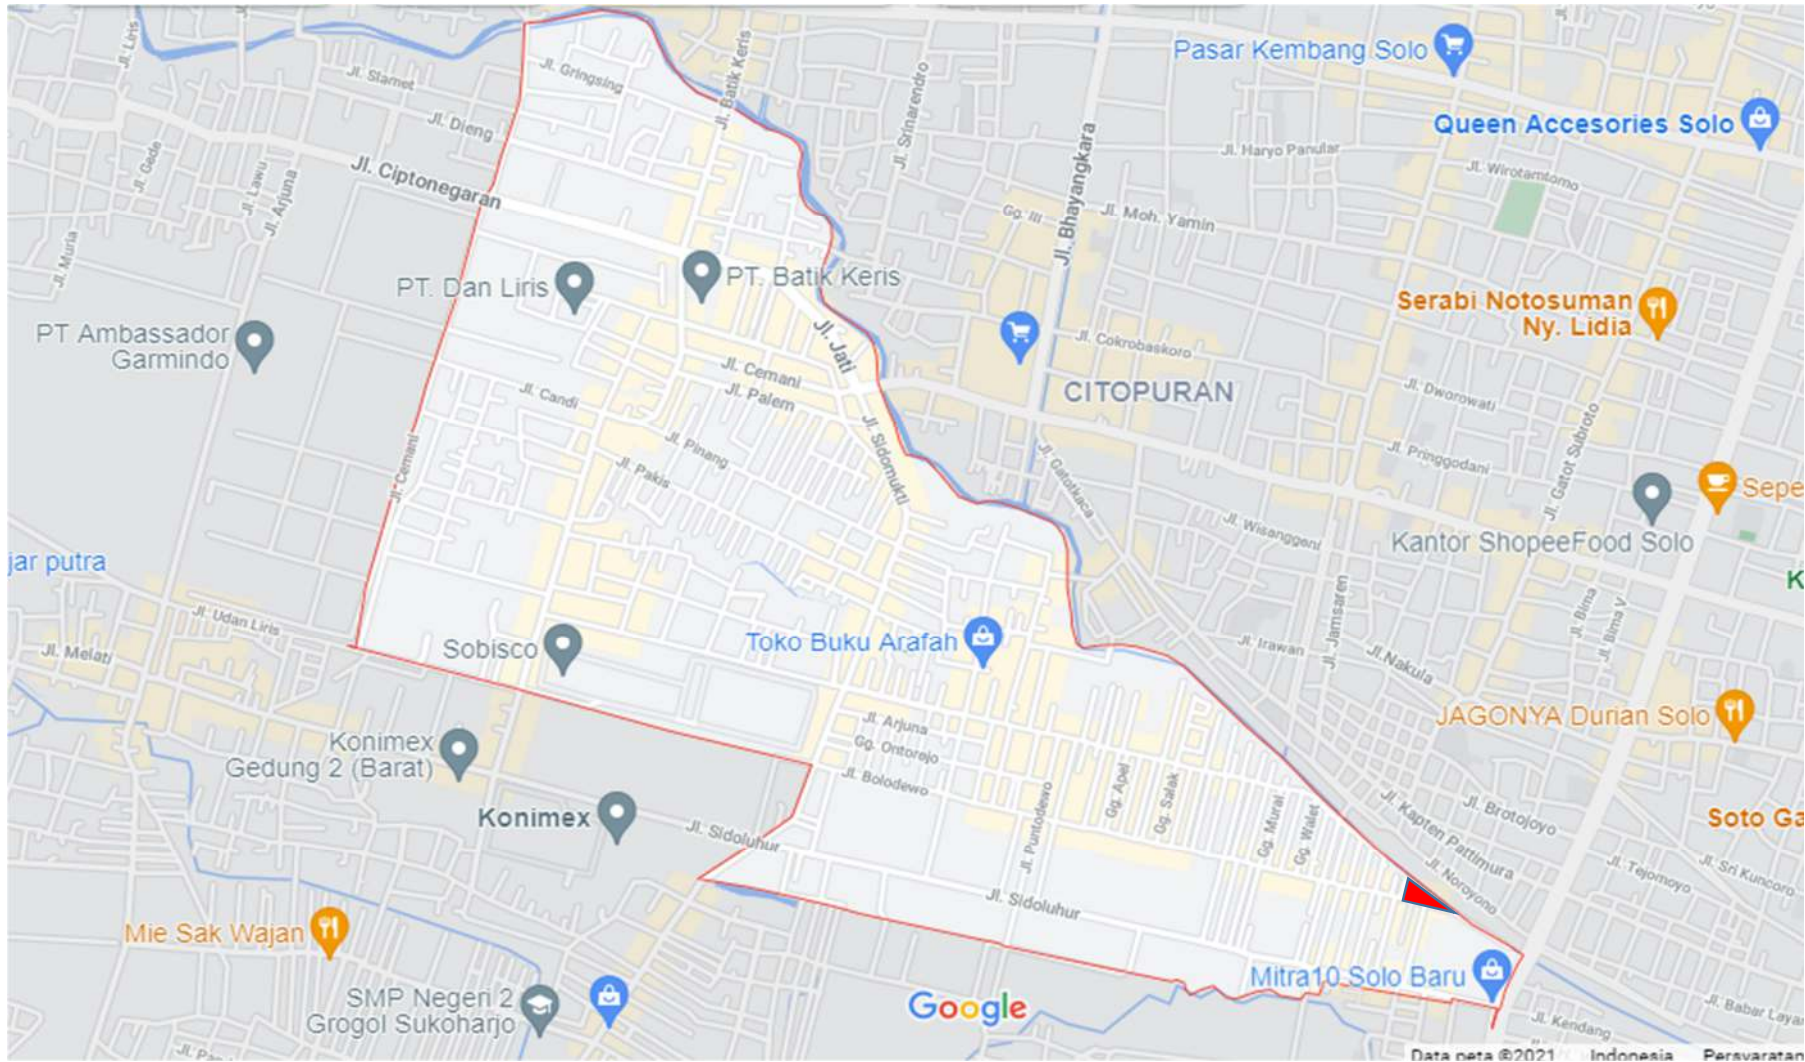 Jl. Liris
Jl. Slamet
Jl. Gringsing
Jl. Batik Keris
Jl. Srinarendro
Pasar Kembang Solo
Queen Accesories Solo
Jl. Dieng
Jl. Gede
Jl. Lawu
Jl. Arjuna
Jl. Ciptonegaran
Jl. Bhayangkara
Jl. Haryo Panular
Jl. Wirotamtomo
Gg. III
Jl. Moh. Yamin
Jl. Muria
PT. Dan Liris
PT. Batik Keris
Serabi Notosuman
Ny. Lidia
PT Ambassador
Garmindo
Jl. Jati
Jl. Cokrobaskoro
Jl. Cemani
Jl. Palem
Jl. Candi
CITOPURAN
Jl. Dworowati
Jl. Gatot Subroto
Jl. Pinang
Jl. Pakis
Jl. Sidomukti
Jl. Cemani
Jl. Gatotkaca
Jl. Pringgodani
Sepe
Jl. Wisanggeni
Kantor ShopeeFood Solo
jar putra
K
Jl. Udan Liris
Jl. Melati
Sobisco
Toko Buku Arafah
Jl. Irawan
Jl. Jamsaren
Jl. Nakula
Jl. Bima
Jl. Bima V
JAGONYA Durian Solo
Konimex
Gedung 2 (Barat)
Jl. Arjuna
Gg. Ontorejo
Jl. Bolodewo
Jl. Puntodewo
Gg. Apel
Gg. Salak
Gg. Murai
Gg. Walet
Jl. Kapten Pattimura
Jl. Brotojoyo
Soto Ga
Konimex
Jl. Sidoluhur
Jl. Noroyono
Jl. Tejomoyo
Jl. Sri Kuncoro
Jl. Sidoluhur
Mie Sak Wajan
Mitra10 Solo Baru
SMP Negeri 2
Grogol Sukoharjo
Google
Jl. Babar Layar
Jl. Kendang
Data peta ©2021 Indonesia Persyaratan